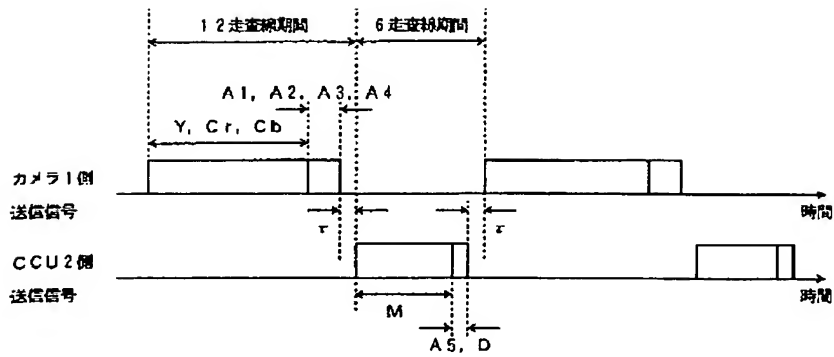 12走査線期間
6走査線期間
A1, A2, A3, A4
Y, Cr, Cb
カメラ1側
送信信号
時間
τ
τ
CCU2側
送信信号
時間
M
A5, D